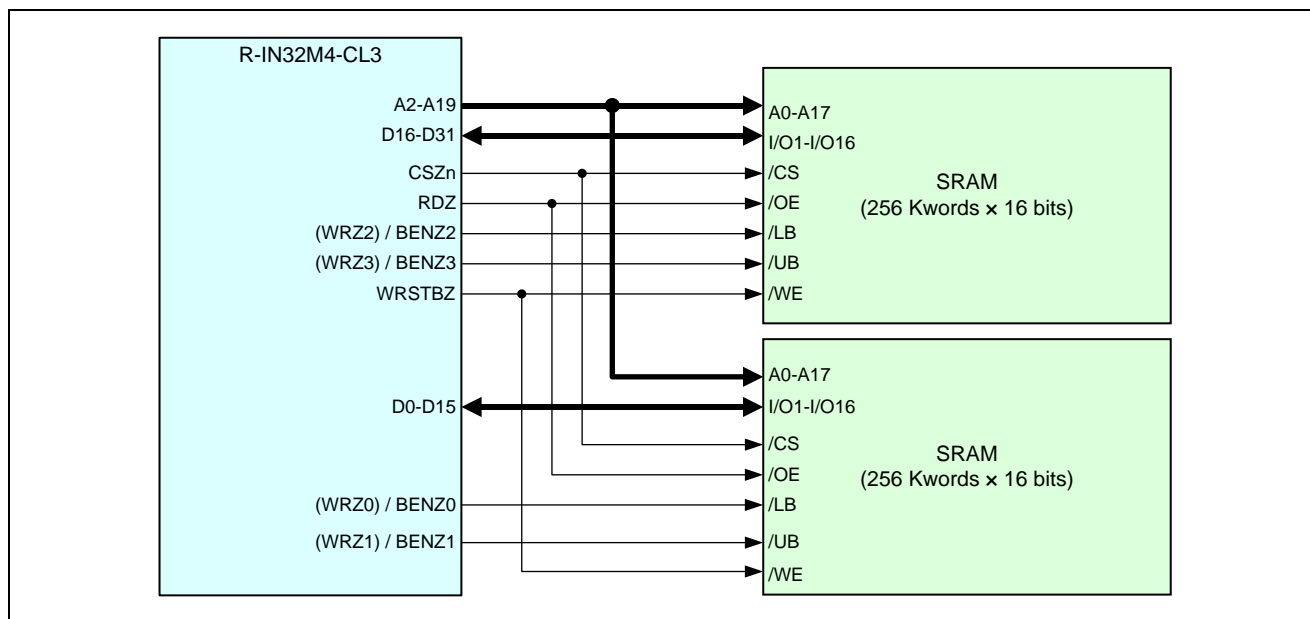 R-IN32M4-CL3
A2-A19
D16-D31
CSZn
RDZ
(WRZ2) / BENZ2
(WRZ3) / BENZ3
WRSTBZ
D0-D15
(WRZ0) / BENZ0
(WRZ1) / BENZ1
A0-A17
I/O1-I/O16
/CS
/OE
/LB
/UB
/WE
SRAM
(256 Kwords × 16 bits)
A0-A17
I/O1-I/O16
/CS
/OE
/LB
/UB
/WE
SRAM
(256 Kwords × 16 bits)